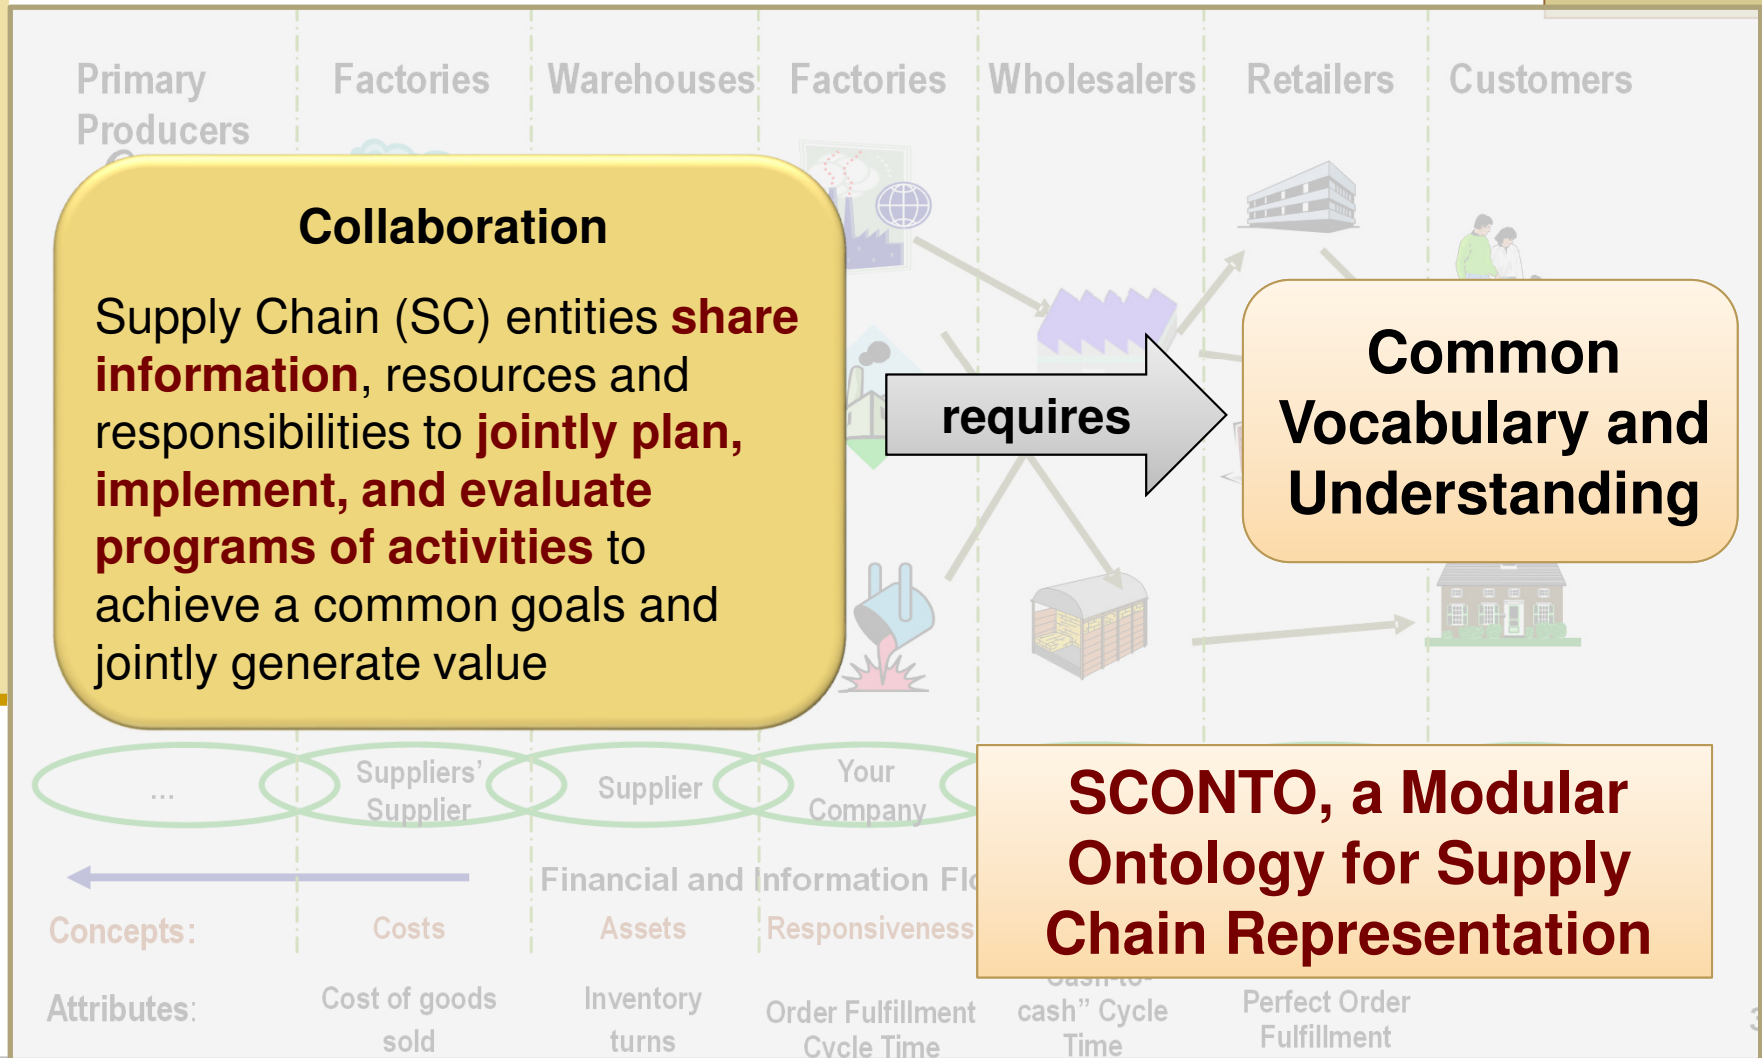 Primary
Producers
Factories
Warehouses
Factories
Wholesalers
Retailers
Customers
Collaboration
Supply Chain (SC) entities share
information, resources and
responsibilities to jointly plan,
implement, and evaluate
programs of activities to
achieve a common goals and
jointly generate value
requires
Common
Vocabulary and
Understanding
...
Suppliers'
Supplier
Supplier
Your
Company
SCONTO, a Modular
Ontology for Supply
Chain Representation
Financial and Information
Concepts:
Costs
Assets
Responsiveness
Attributes:
Cost of goods
sold
Inventory
turns
Order Fulfillment
Cycle Time
Cash-to-
cash” Cycle
Time
Perfect Order
Fulfillment